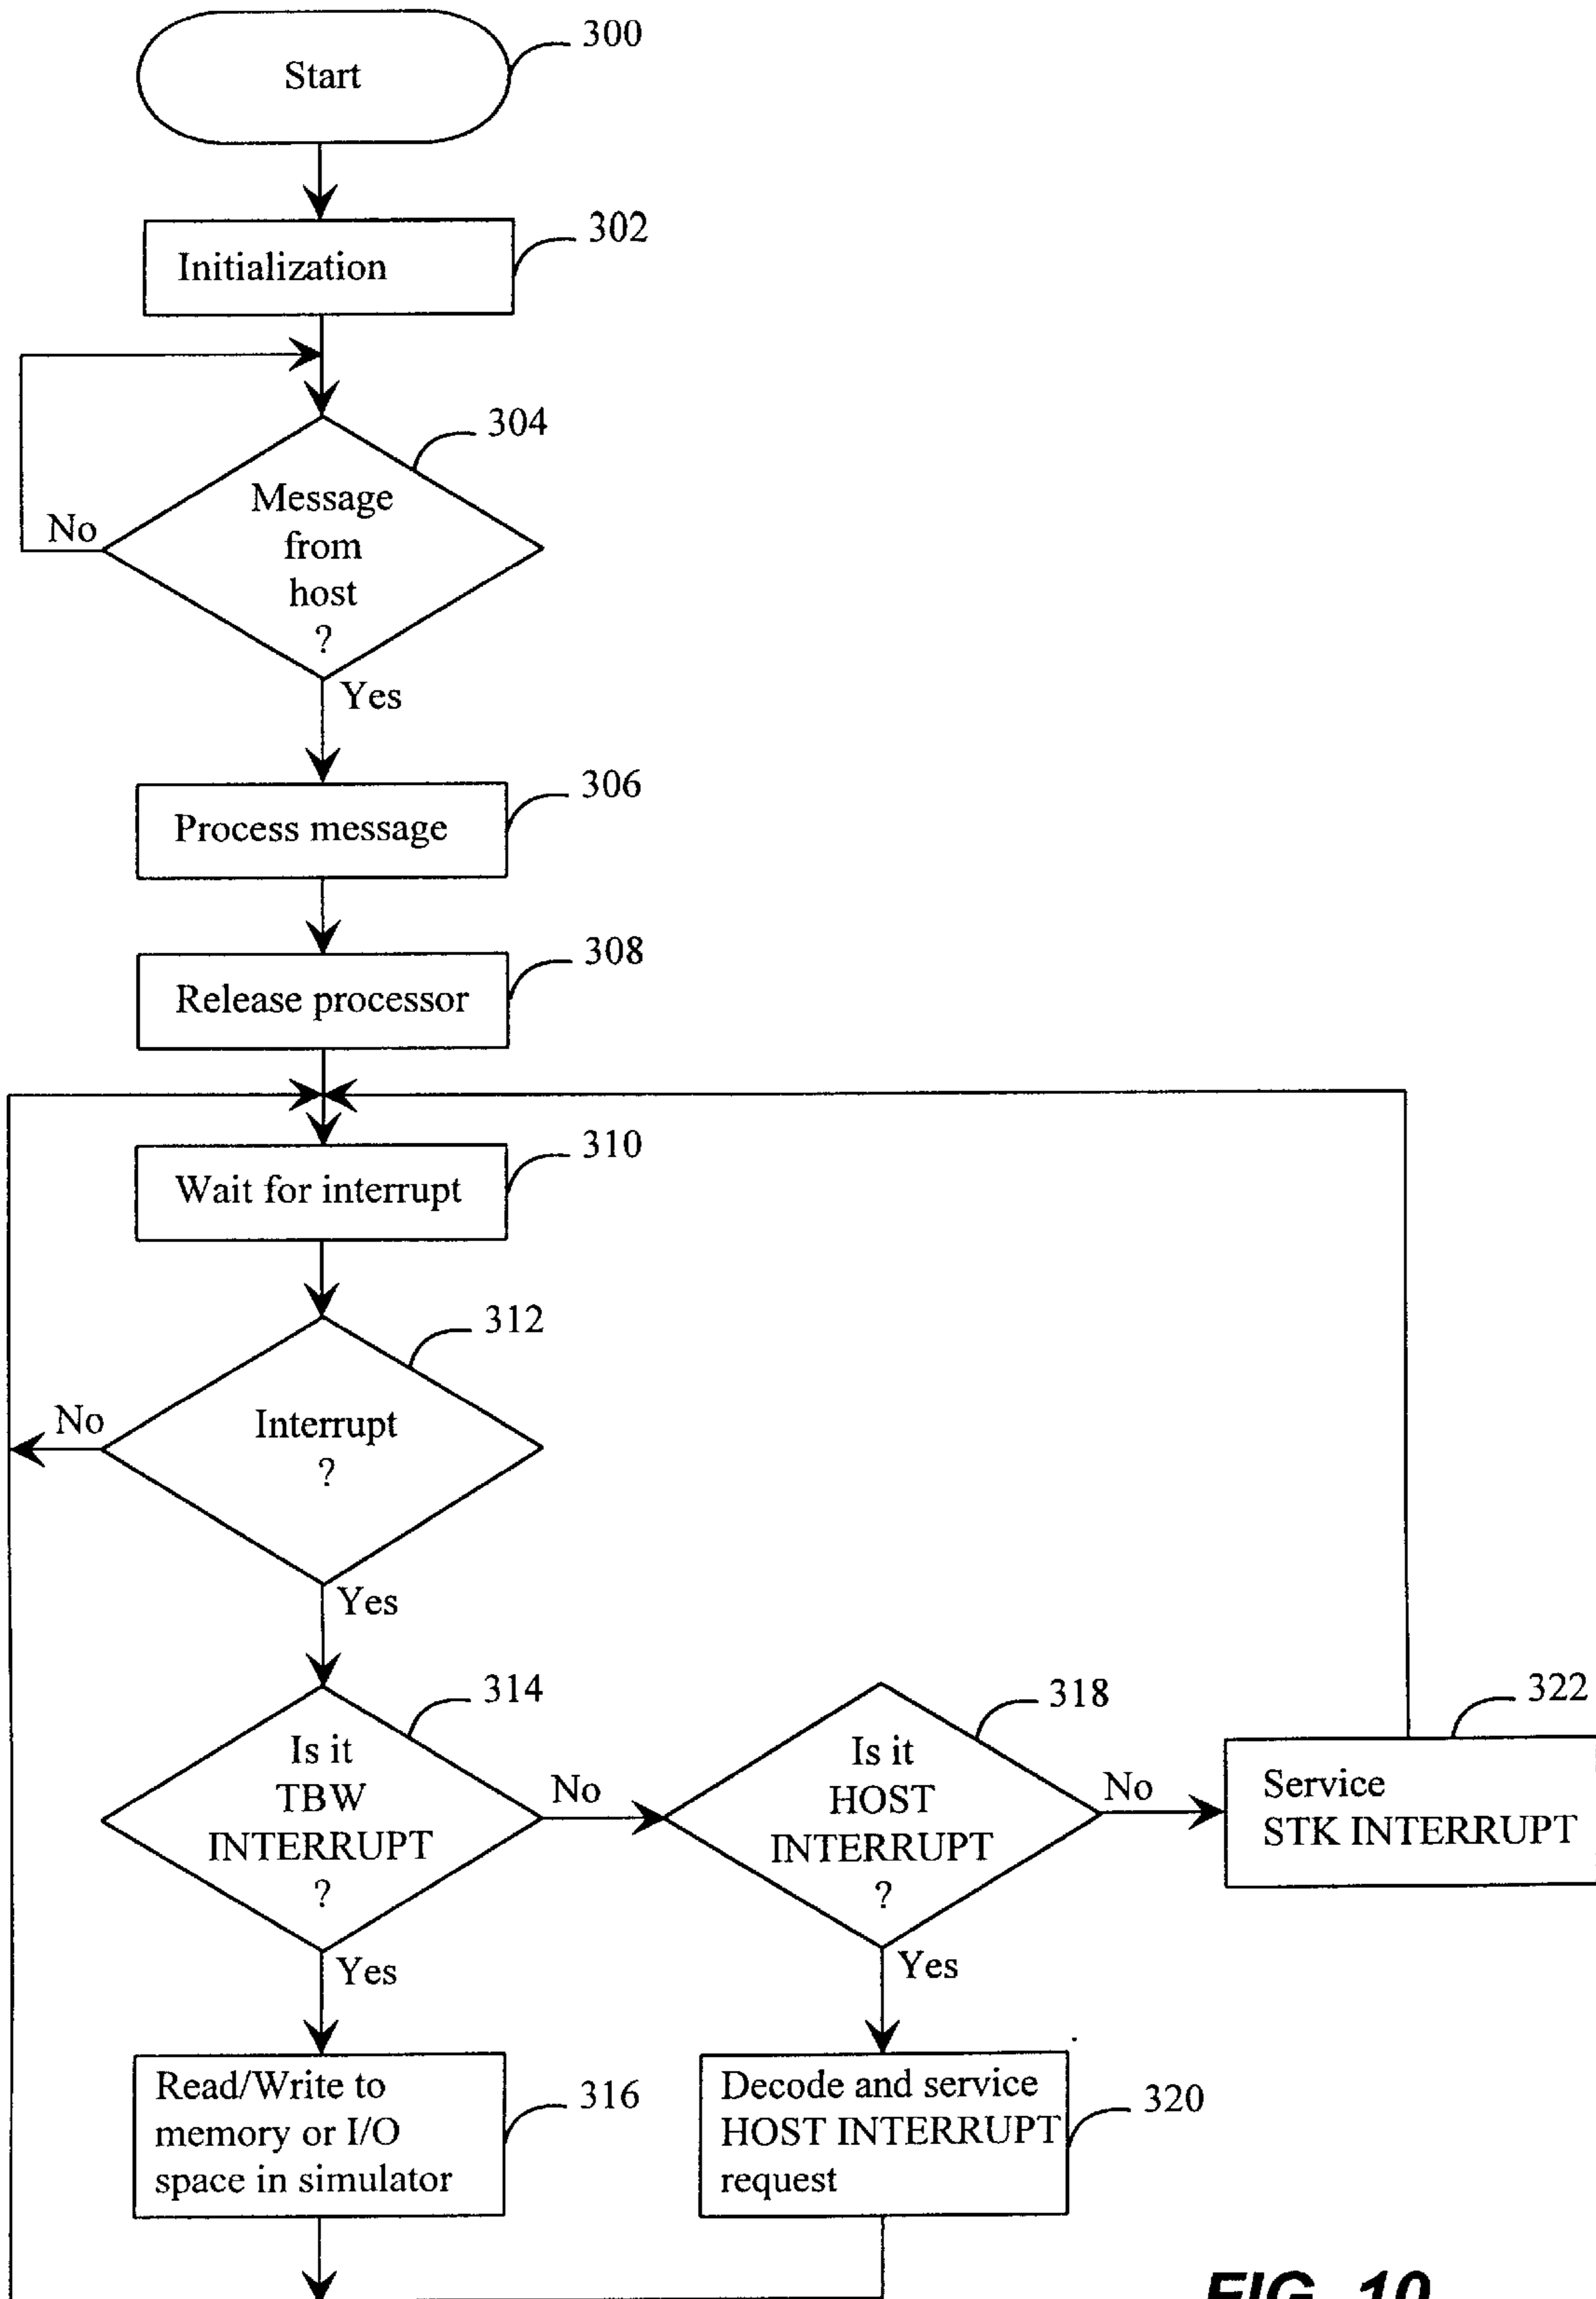 Start
300
Initialization
302
304
Message
from
host
?
No
Yes
Process message
306
Release processor
308
Wait for interrupt
310
312
Interrupt
?
No
Yes
314
Is it
TBW
INTERRUPT
?
No
Yes
318
Is it
HOST
INTERRUPT
?
No
Yes
322
Service
STK INTERRUPT
Read/Write to
memory or I/O
space in simulator
316
Decode and service
HOST INTERRUPT
request
320
FIG. 10